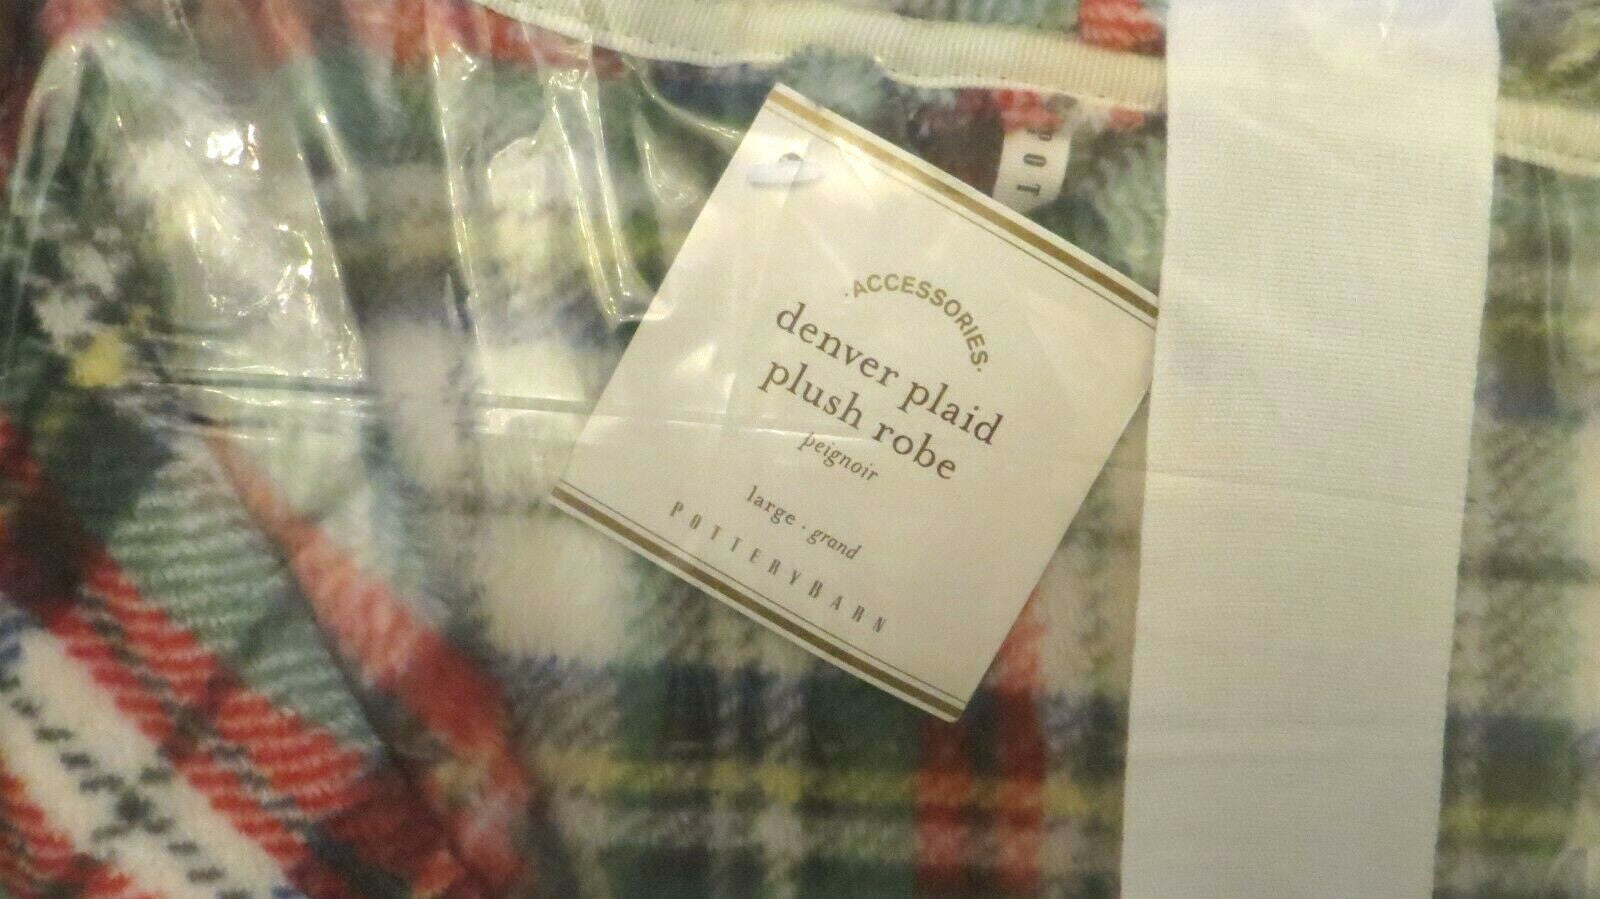 ·ACCESSORIES·
denver plaid
plush robe
peignoir
large · grand
POTTERYBARN